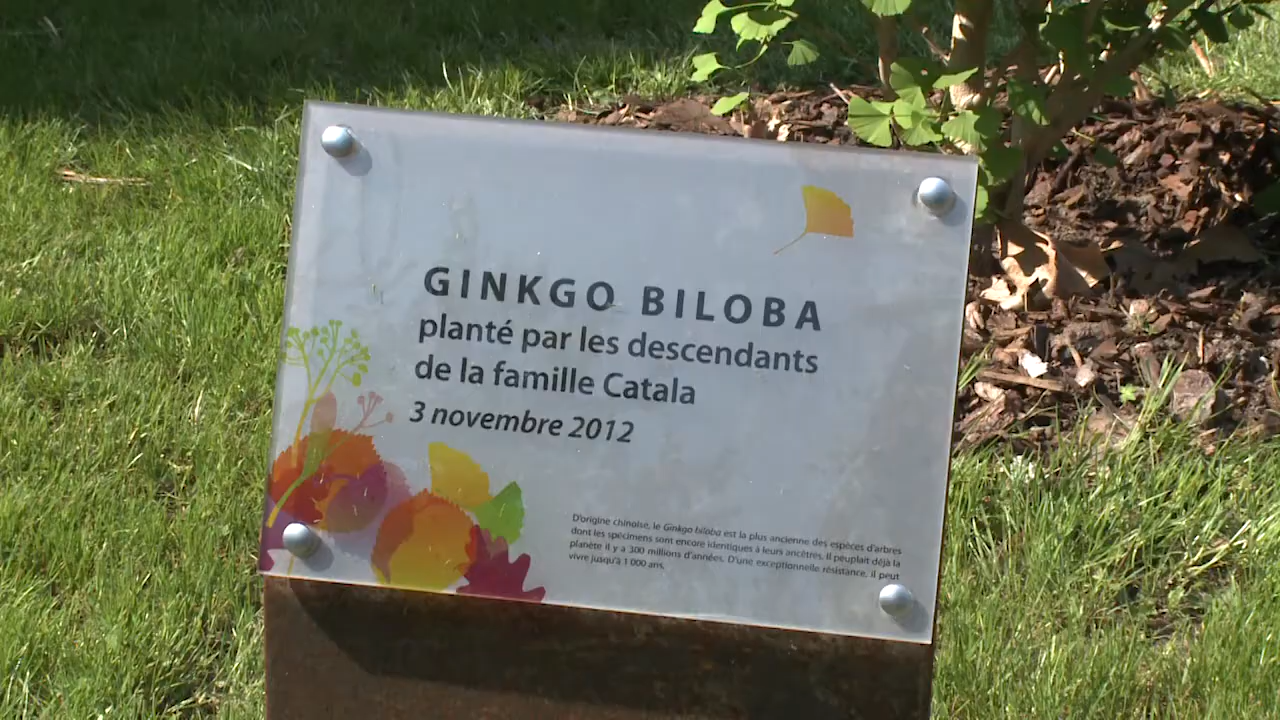 GINKGO BILOBA
planté par les descendants
de la famille Catala
3 novembre 2012
D'origine chinoise, le Ginkgo biloba est la plus ancienne des espèces d'arbres
dont les spécimens sont encore identiques à leurs ancêtres. Il peuplait déjà la
planète il y a 300 millions d'années. D'une exceptionnelle résistance, il peut
vivre jusqu'à 1 000 ans.